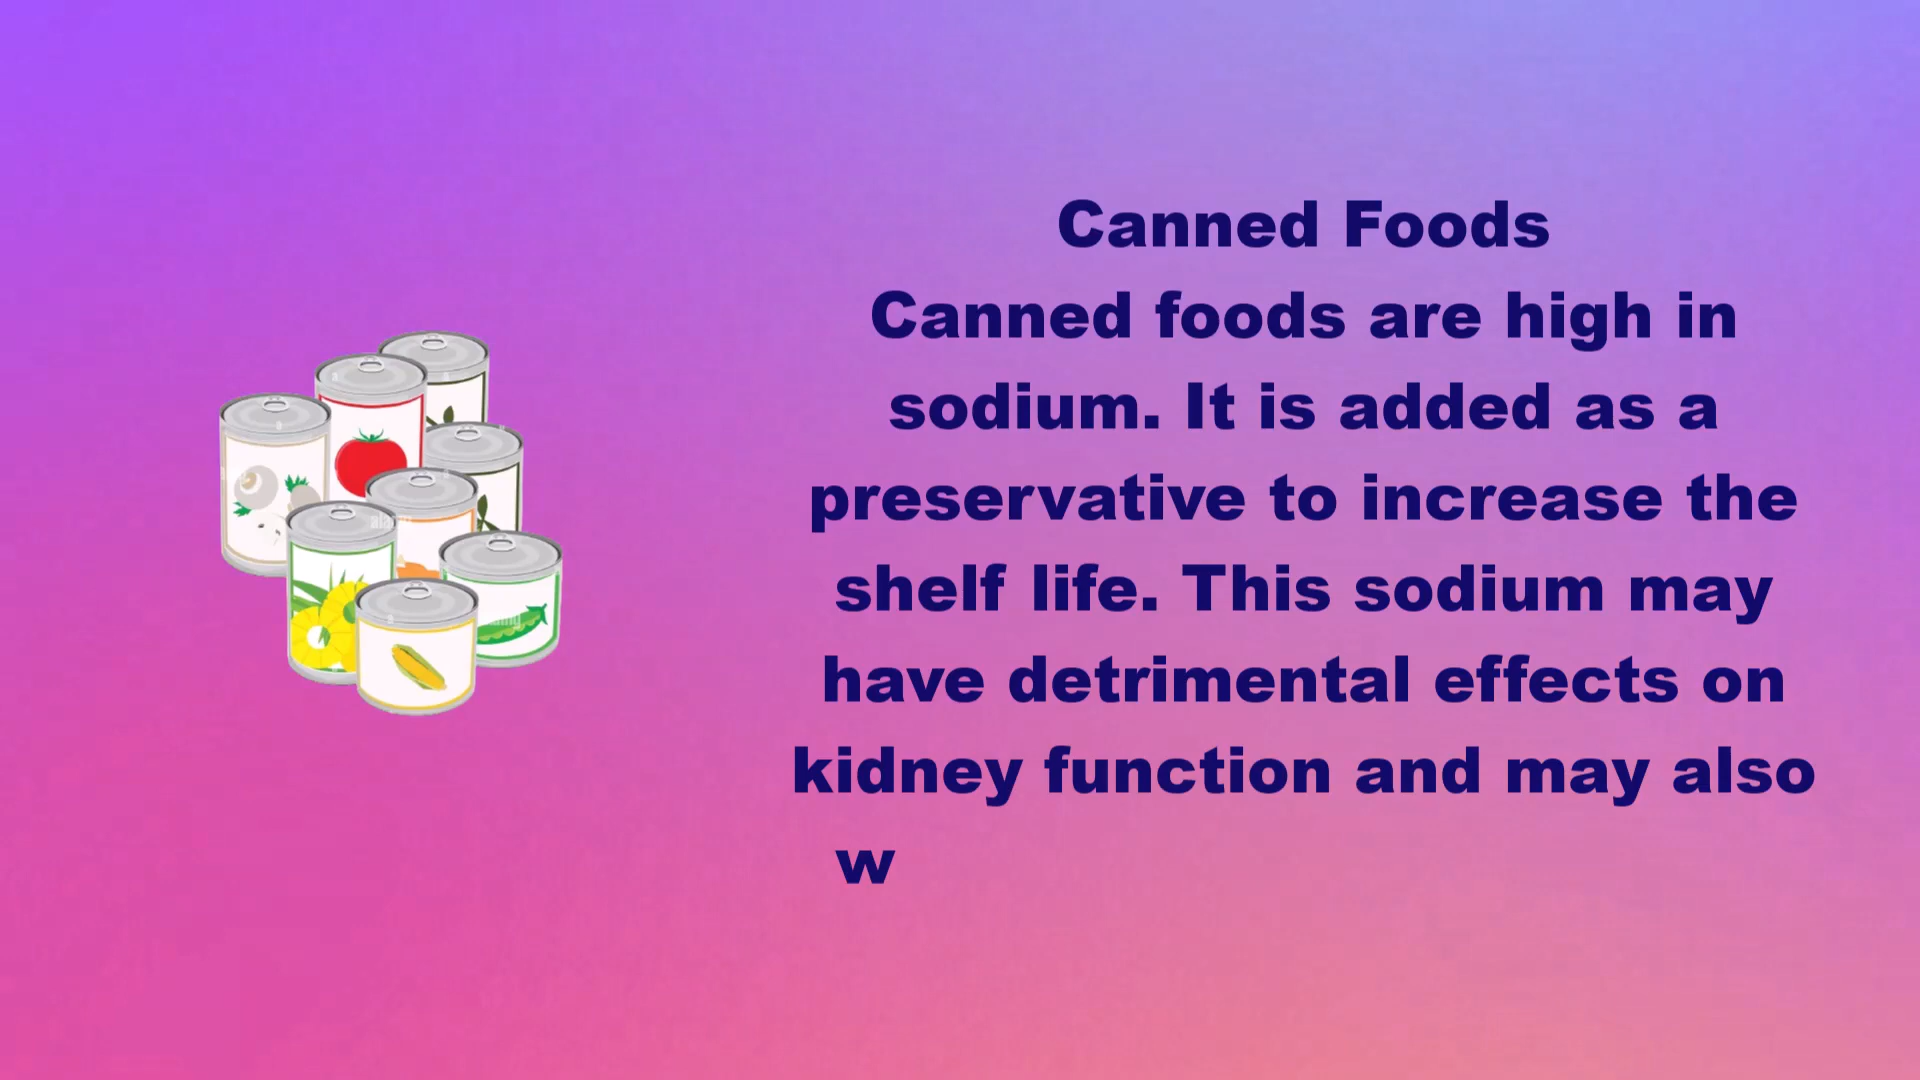 Canned Foods
Canned foods are high in
sodium. It is added as a
preservative to increase the
shelf life. This sodium may
have detrimental effects on
kidney function and may also
w